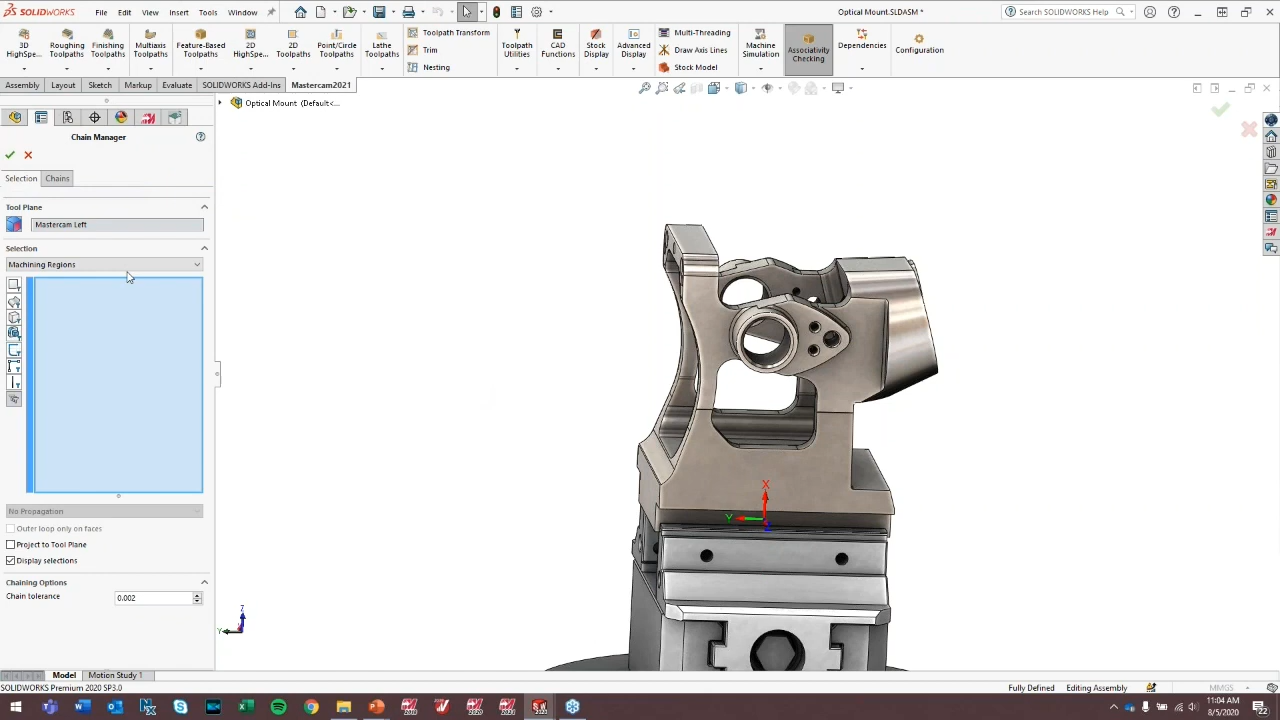 SOLIDWORKS
File
Edit
View
Insert
Tools
Window
Optical Mount.SLDASM *
Search SOLIDWORKS Help
3D HighSpe...
Roughing Toolpaths
Finishing Toolpaths
Multiaxis Toolpaths
Feature-Based Toolpaths
2D HighSpe...
2D Toolpaths
Point/Circle Toolpaths
Lathe Toolpaths
Toolpath Transform
Trim
Nesting
Toolpath Utilities
CAD Functions
Stock Display
Advanced Display
Multi-Threading
Draw Axis Lines
Stock Model
Machine Simulation
Associativity Checking
Dependencies
Configuration
Assembly
Layout
Sketch
Markup
Evaluate
SOLIDWORKS Add-Ins
Mastercam2021
Optical Mount (Default<...
Chain Manager
Selection
Chains
Tool Plane
Mastercam Left
Selection
Machining Regions
No Propagation
Outer loop only on faces
Project to Tool Plane
Display selections
Chaining Options
Chain tolerance
0.002
X
Y
Z
Z
Y
Model
Motion Study 1
SOLIDWORKS Premium 2020 SP3.0
Fully Defined
Editing Assembly
MMGS
11:04 AM
8/5/2020
22